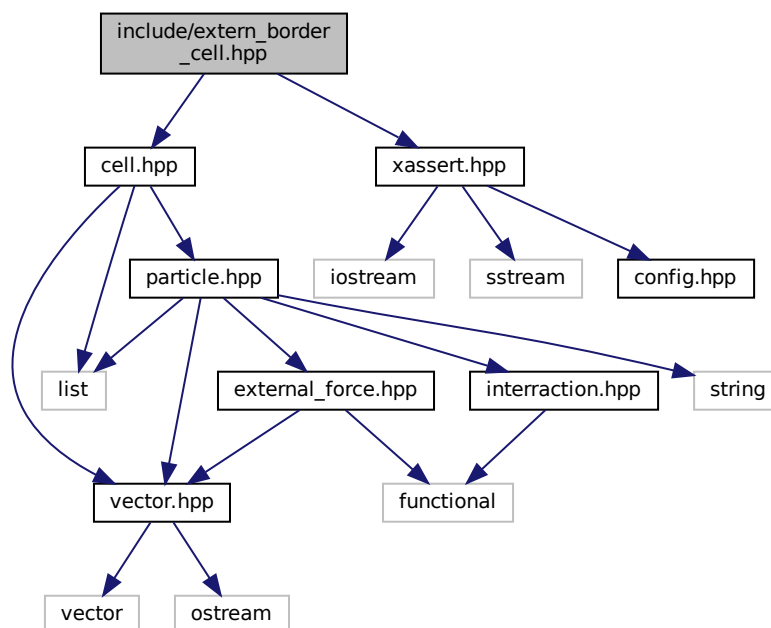 include/extern_border
_cell.hpp
cell.hpp
xassert.hpp
particle.hpp
iostream
sstream
config.hpp
list
external_force.hpp
interraction.hpp
string
vector.hpp
functional
vector
ostream